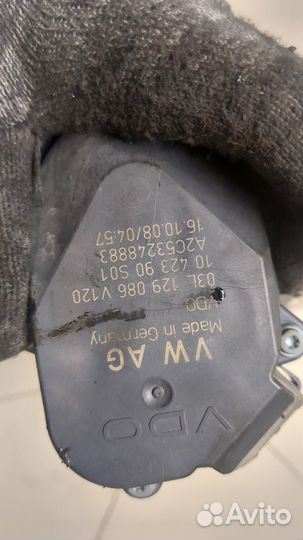 VDO
VW AG
Made in Germany
VDO
03L 129 086 V120
10 423 90 S01
A2C53248883
16.10.08/04:57
Avito